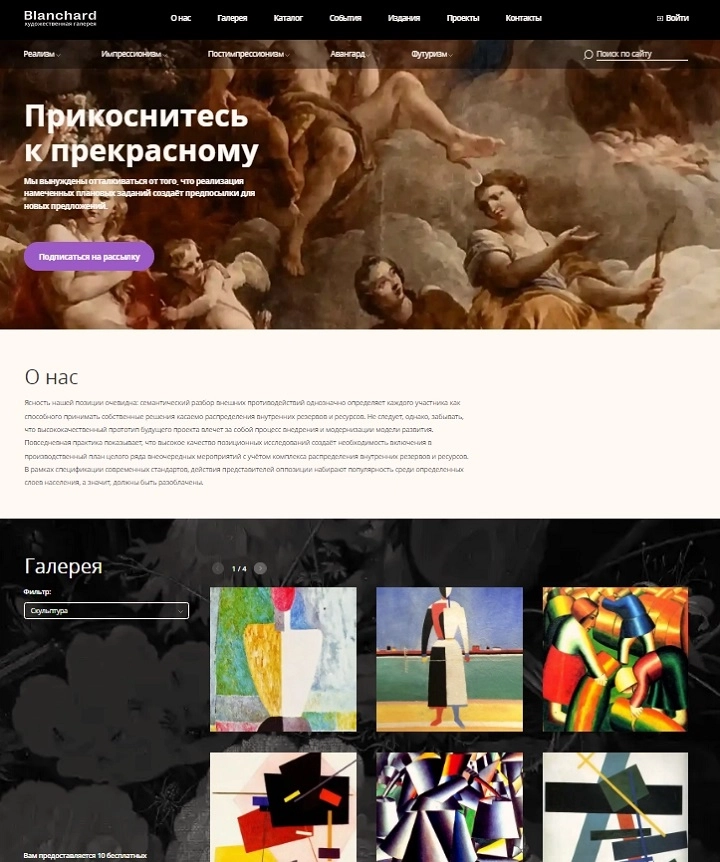 Blanchard
художественная галерея
О нас Галерея Каталог События Издания Проекты Контакты Войти
Реализм Импрессионизм Постимпрессионизм Авангард Футуризм Поиск по сайту
Прикоснитесь
к прекрасному
Мы вынуждены отталкиваться от того, что реализация
намеченных плановых заданий создаёт предпосылки для
новых предложений.
Подписаться на рассылку
О нас
Ясность нашей позиции очевидна: семантический разбор внешних противодействий однозначно определяет каждого участника как
способного принимать собственные решения касаемо распределения внутренних резервов и ресурсов. Не следует, однако, забывать,
что высококачественный прототип будущего проекта влечет за собой процесс внедрения и модернизации модели развития.
Повседневная практика показывает, что высокое качество позиционных исследований создаёт необходимость включения в
производственный план целого ряда внеочередных мероприятий с учётом комплекса распределения внутренних резервов и ресурсов.
В рамках спецификации современных стандартов, действия представителей оппозиции набирают популярность среди определенных
слоев населения, а значит, должны быть разоблачены.
Галерея
1 / 4
Фильтр:
Скульптура
Вам предоставляется 10 бесплатных